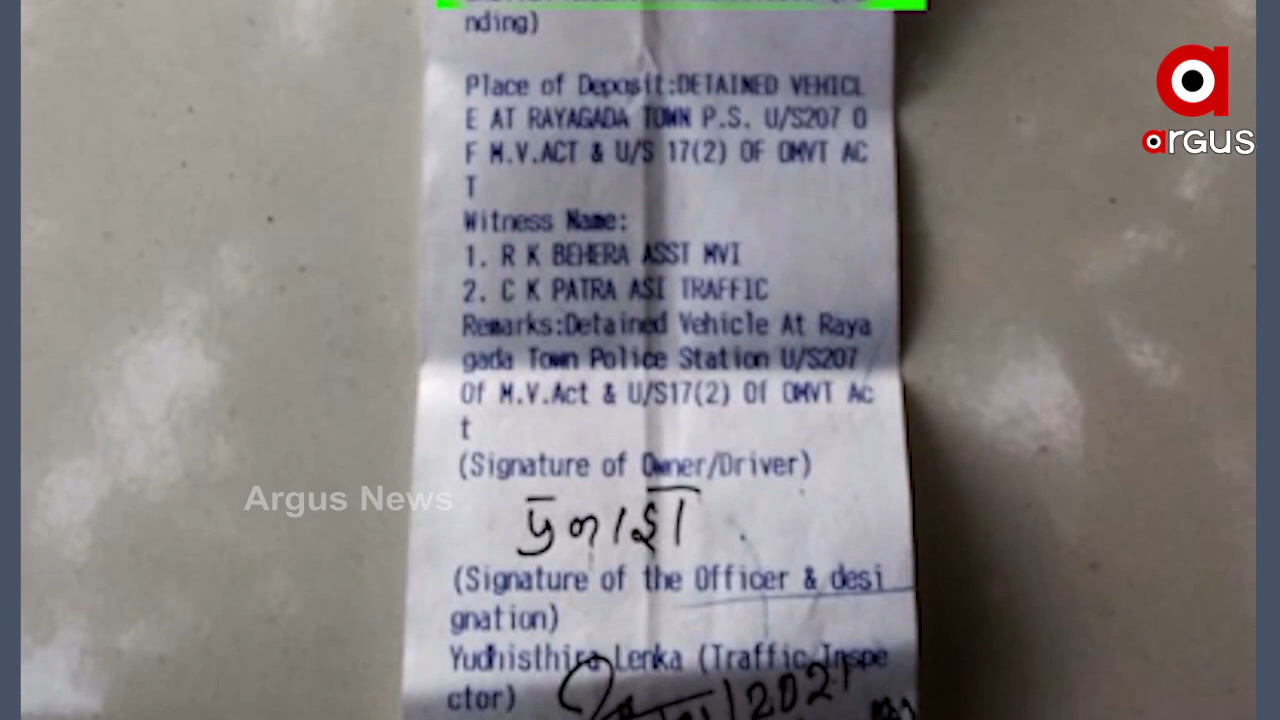 nding)
Place of Deposit:DETAINED VEHICL
E AT RAYAGADA TOWN P.S. U/S207 O
F M.V.ACT & U/S 17(2) OF OMVT AC
T
Witness Name:
1. R K BEHERA ASST MVI
2. C K PATRA ASI TRAFFIC
Remarks:Detained Vehicle At Raya
gada Town Police Station U/S207
Of M.V.Act & U/S17(2) Of OMVT Ac
t
(Signature of Owner/Driver)
(Signature of the Officer & desi
gnation)
Yudhisthira Lenka (Traffic Inspe
ctor)
2021
argus
Argus News